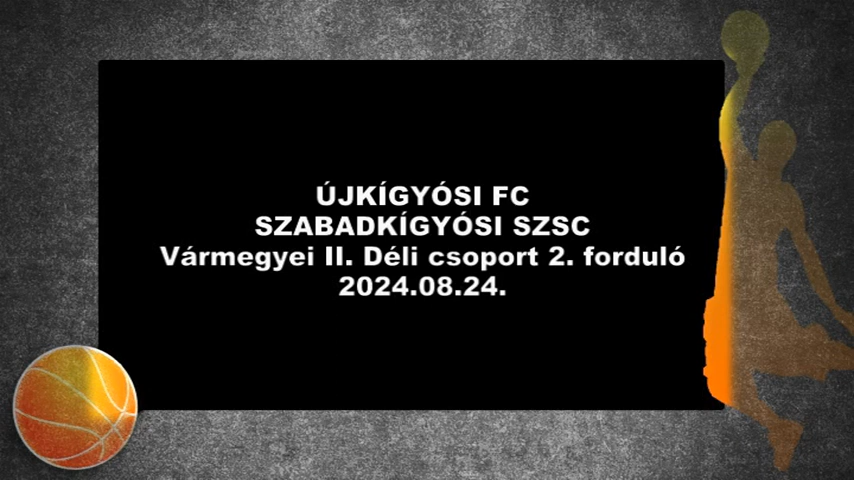 ÚJKÍGYÓSI FC
SZABADKÍGYÓSI SZSC
Vármegyei II. Déli csoport 2. forduló
2024.08.24.